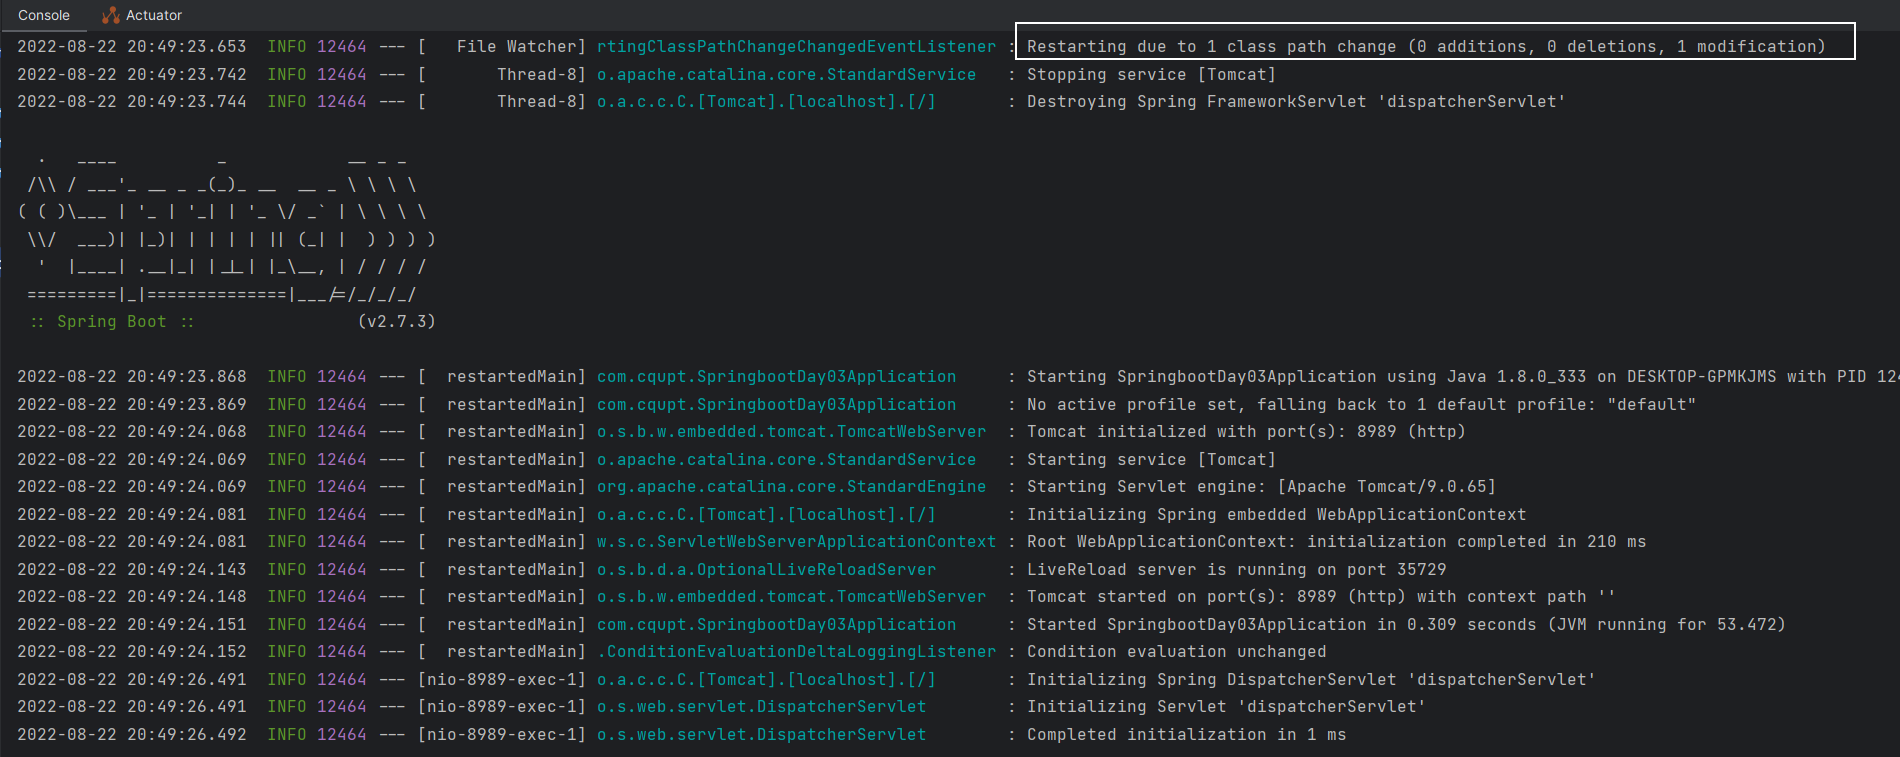 Console Actuator
2022-08-22 20:49:23.653  INFO 12464 --- [   File Watcher] rtingClassPathChangeChangedEventListener : Restarting due to 1 class path change (0 additions, 0 deletions, 1 modification)
2022-08-22 20:49:23.742  INFO 12464 --- [       Thread-8] o.apache.catalina.core.StandardService   : Stopping service [Tomcat]
2022-08-22 20:49:23.744  INFO 12464 --- [       Thread-8] o.a.c.c.C.[Tomcat].[localhost].[/]       : Destroying Spring FrameworkServlet 'dispatcherServlet'
  .   ____          _            __ _ _
 /\\ / ___'_ __ _ _(_)_ __  __ _ \ \ \ \
( ( )\___ | '_ | '_| | '_ \/ _` | \ \ \ \
 \\/  ___)| |_)| | | | | || (_| |  ) ) ) )
  '  |____| .__|_| |_|_| |_\__, | / / / /
 =========|_|==============|___/=/_/_/_/
 :: Spring Boot ::                (v2.7.3)
2022-08-22 20:49:23.868  INFO 12464 --- [  restartedMain] com.cqupt.SpringbootDay03Application     : Starting SpringbootDay03Application using Java 1.8.0_333 on DESKTOP-GPMKJMS with PID 124
2022-08-22 20:49:23.869  INFO 12464 --- [  restartedMain] com.cqupt.SpringbootDay03Application     : No active profile set, falling back to 1 default profile: "default"
2022-08-22 20:49:24.068  INFO 12464 --- [  restartedMain] o.s.b.w.embedded.tomcat.TomcatWebServer  : Tomcat initialized with port(s): 8989 (http)
2022-08-22 20:49:24.069  INFO 12464 --- [  restartedMain] o.apache.catalina.core.StandardService   : Starting service [Tomcat]
2022-08-22 20:49:24.069  INFO 12464 --- [  restartedMain] org.apache.catalina.core.StandardEngine  : Starting Servlet engine: [Apache Tomcat/9.0.65]
2022-08-22 20:49:24.081  INFO 12464 --- [  restartedMain] o.a.c.c.C.[Tomcat].[localhost].[/]       : Initializing Spring embedded WebApplicationContext
2022-08-22 20:49:24.081  INFO 12464 --- [  restartedMain] w.s.c.ServletWebServerApplicationContext : Root WebApplicationContext: initialization completed in 210 ms
2022-08-22 20:49:24.143  INFO 12464 --- [  restartedMain] o.s.b.d.a.OptionalLiveReloadServer       : LiveReload server is running on port 35729
2022-08-22 20:49:24.148  INFO 12464 --- [  restartedMain] o.s.b.w.embedded.tomcat.TomcatWebServer  : Tomcat started on port(s): 8989 (http) with context path ''
2022-08-22 20:49:24.151  INFO 12464 --- [  restartedMain] com.cqupt.SpringbootDay03Application     : Started SpringbootDay03Application in 0.309 seconds (JVM running for 53.472)
2022-08-22 20:49:24.152  INFO 12464 --- [  restartedMain] .ConditionEvaluationDeltaLoggingListener : Condition evaluation unchanged
2022-08-22 20:49:26.491  INFO 12464 --- [nio-8989-exec-1] o.a.c.c.C.[Tomcat].[localhost].[/]       : Initializing Spring DispatcherServlet 'dispatcherServlet'
2022-08-22 20:49:26.491  INFO 12464 --- [nio-8989-exec-1] o.s.web.servlet.DispatcherServlet        : Initializing Servlet 'dispatcherServlet'
2022-08-22 20:49:26.492  INFO 12464 --- [nio-8989-exec-1] o.s.web.servlet.DispatcherServlet        : Completed initialization in 1 ms